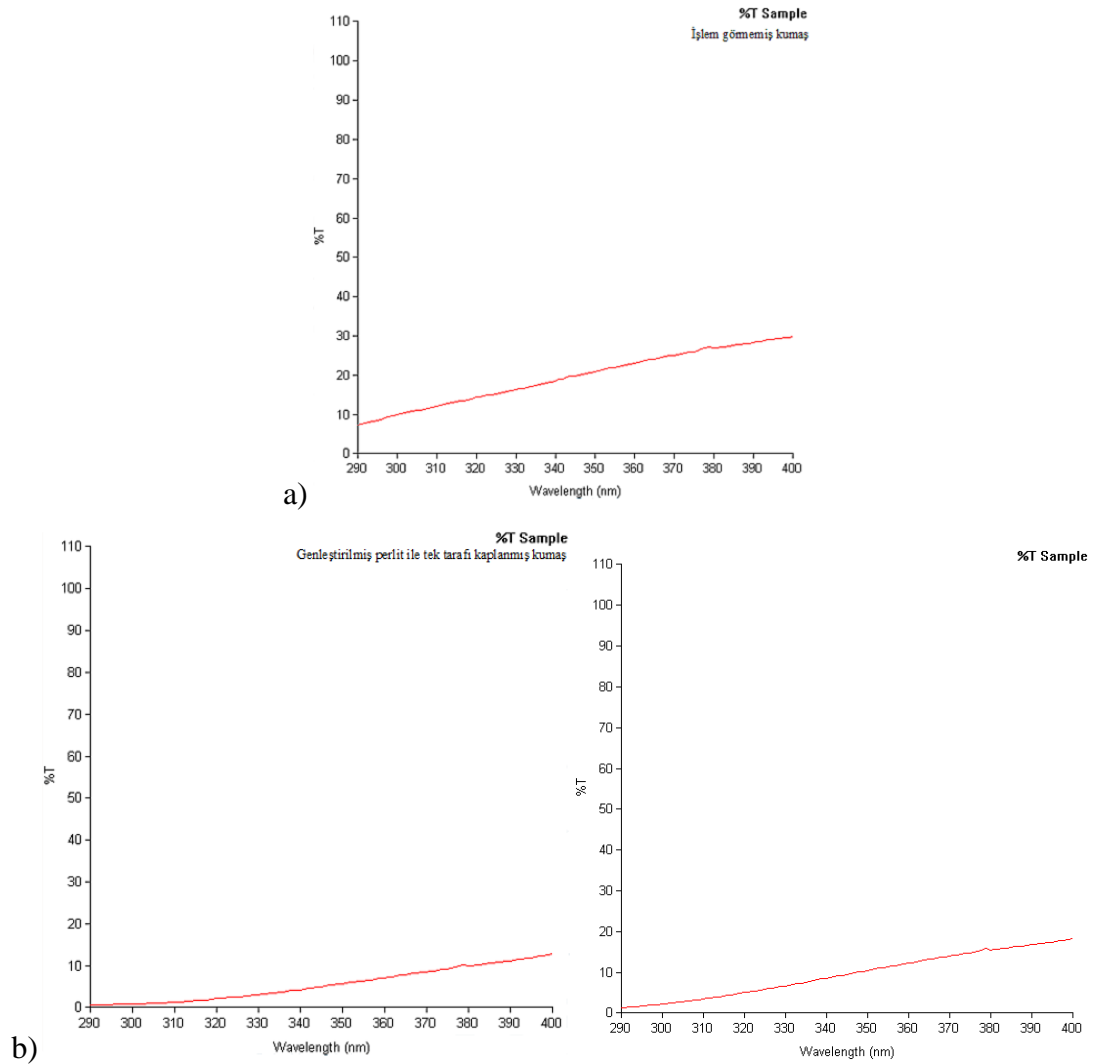 %T Sample
İşlem görmemiş kumaş
110
100
90
80
70
60
50
40
30
20
10
0
%T
290 300 310 320 330 340 350 360 370 380 390 400
Wavelength (nm)
a)
%T Sample
Genleştirilmiş perlit ile tek tarafı kaplanmış kumaş
110
100
90
80
70
60
50
40
30
20
10
0
%T
290 300 310 320 330 340 350 360 370 380 390 400
Wavelength (nm)
%T Sample
110
100
90
80
70
60
50
40
30
20
10
0
%T
290 300 310 320 330 340 350 360 370 380 390 400
Wavelength (nm)
b)